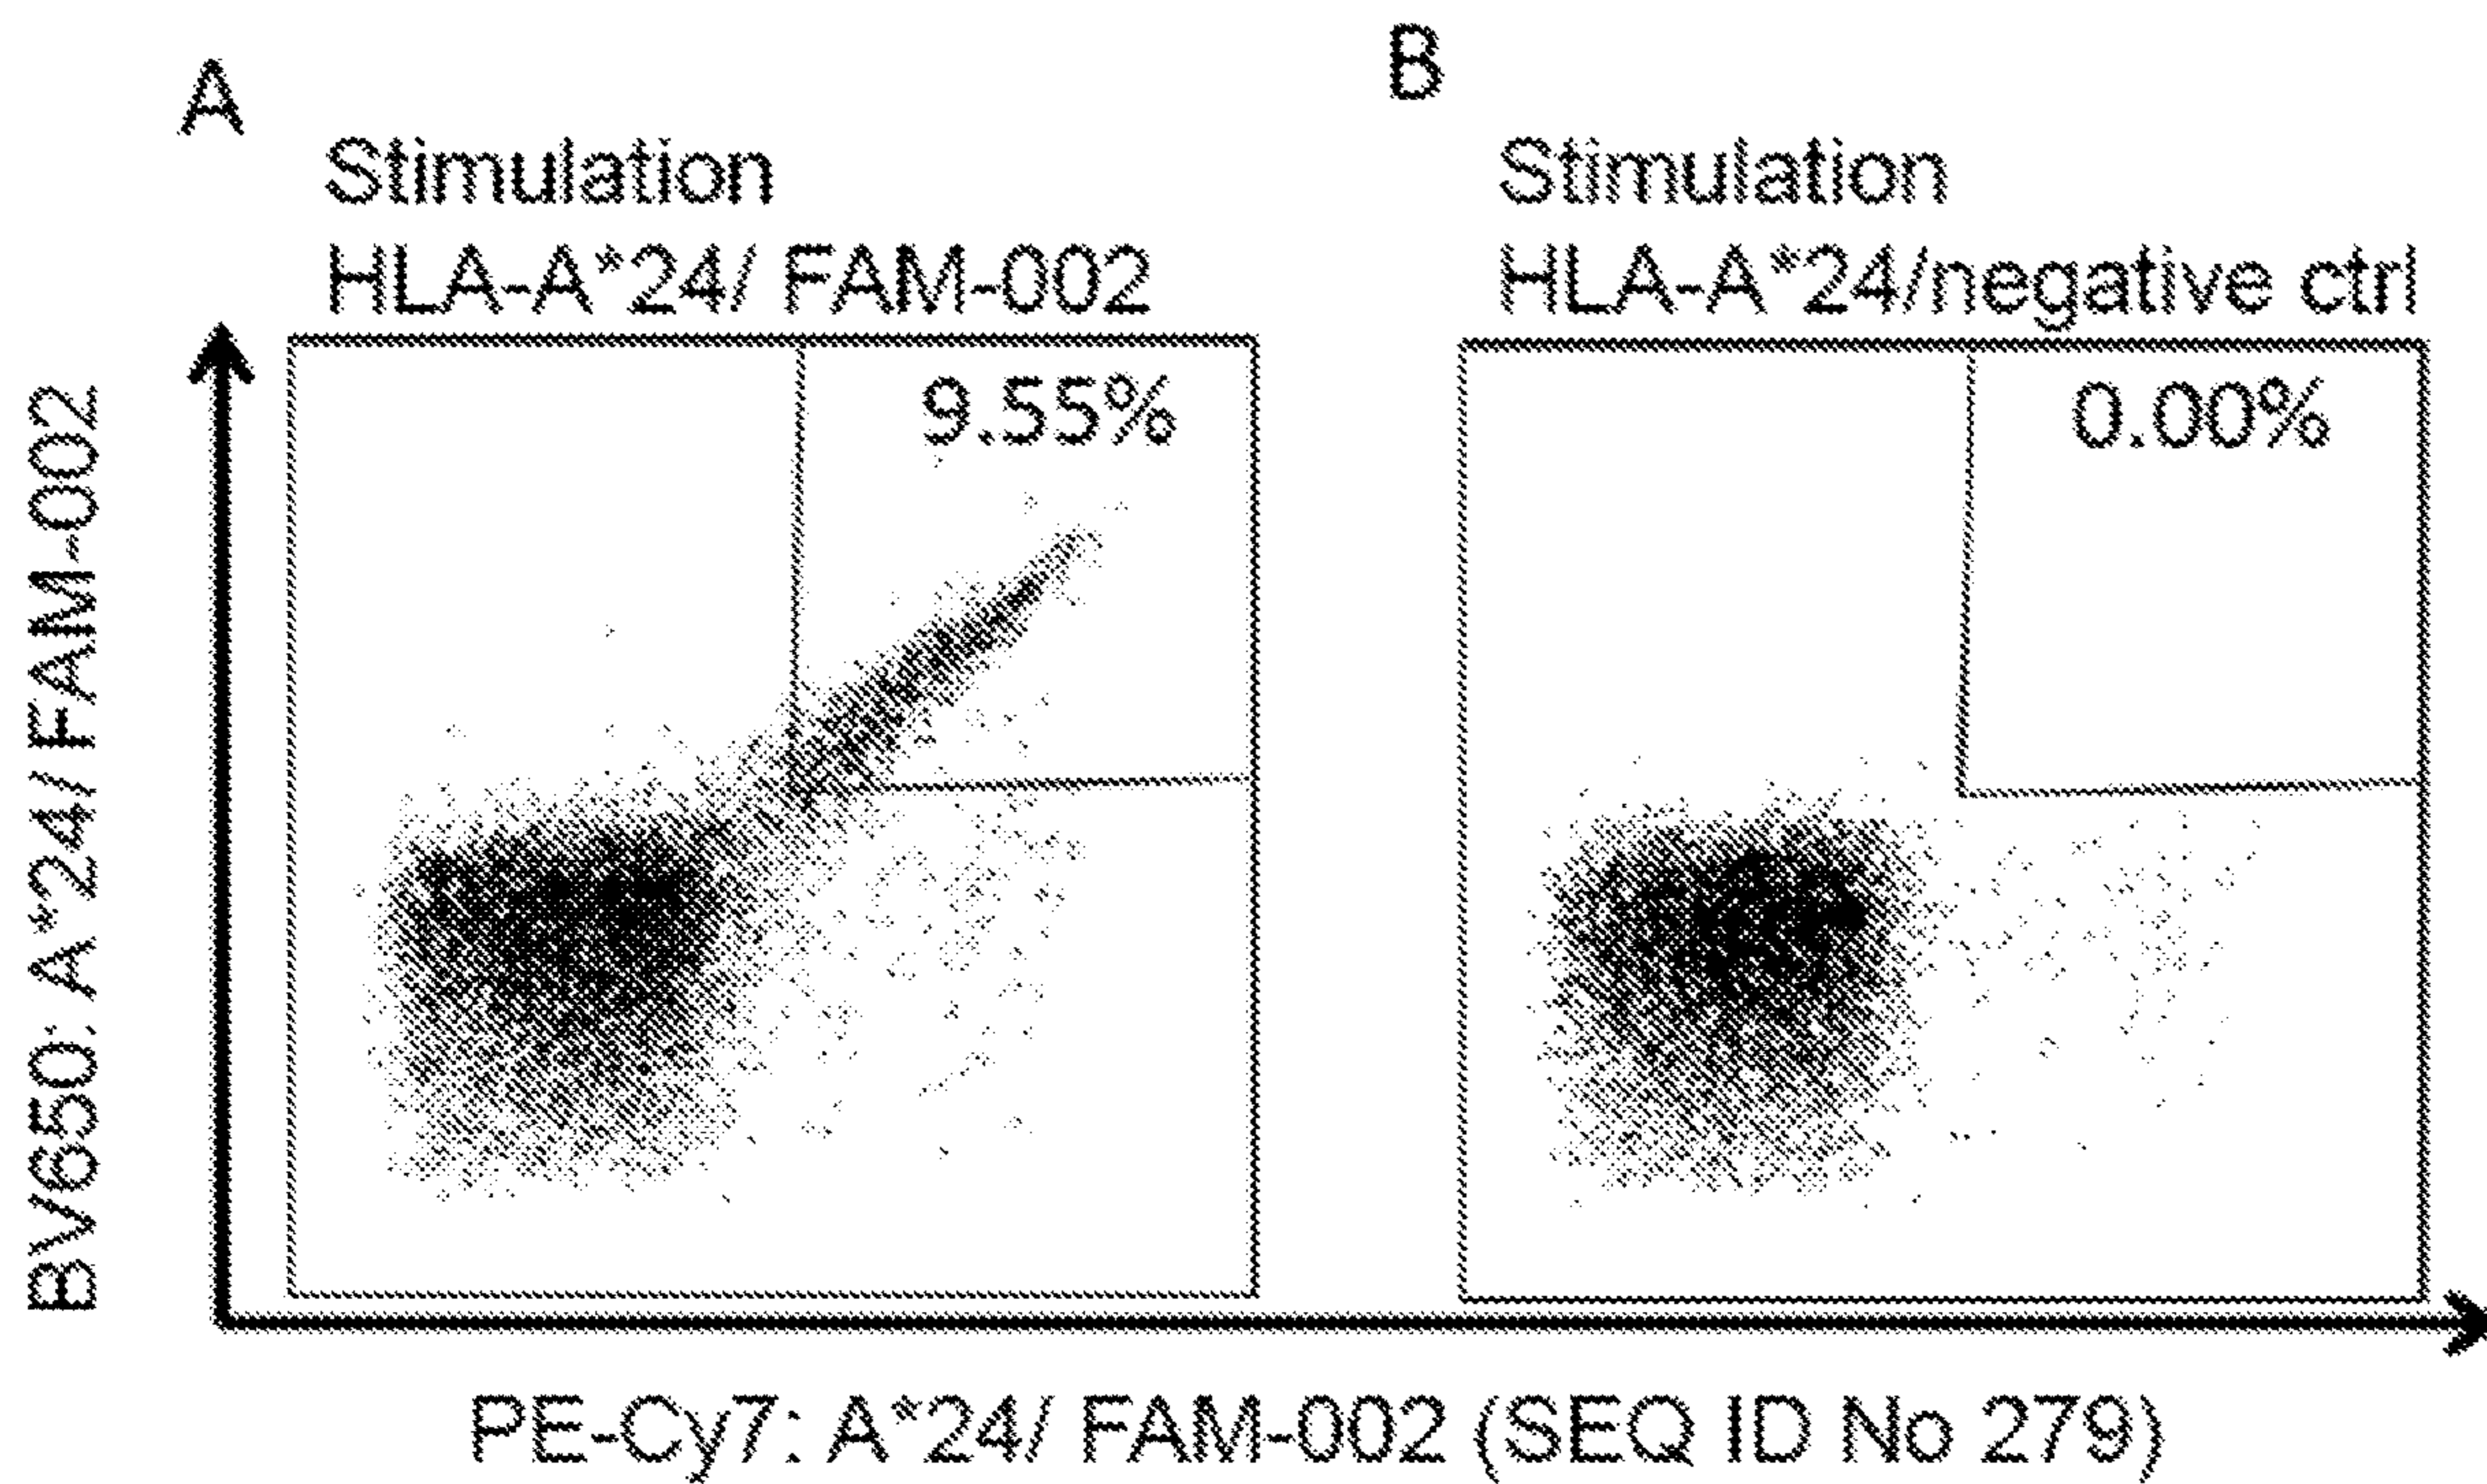 A
Stimulation
HLA-A*24/ FAM-002
9.55%
B
Stimulation
HLA-A*24/negative ctrl
0.00%
BV650: A*24/ FAM-002
PE-Cy7: A*24/ FAM-002 (SEQ ID No 279)